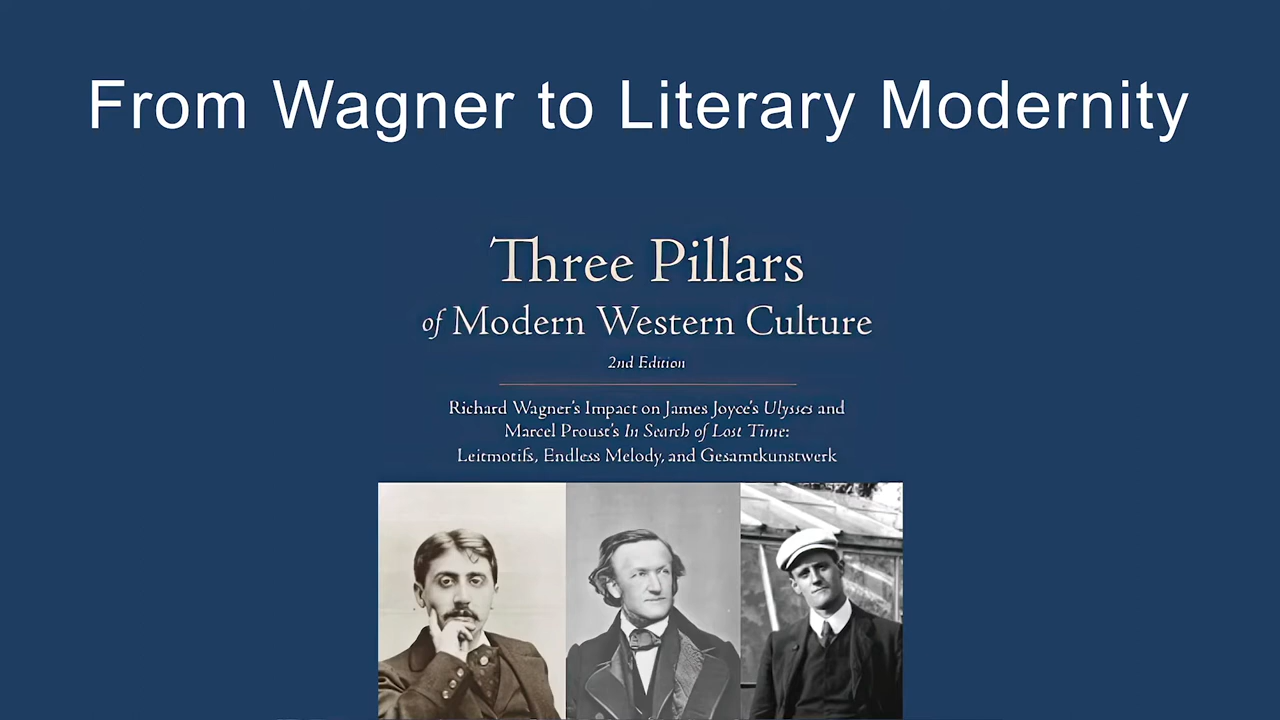 From Wagner to Literary Modernity
Three Pillars
of Modern Western Culture
2nd Edition
Richard Wagner's Impact on James Joyce's Ulysses and
Marcel Proust's In Search of Lost Time:
Leitmotifs, Endless Melody, and Gesamtkunstwerk